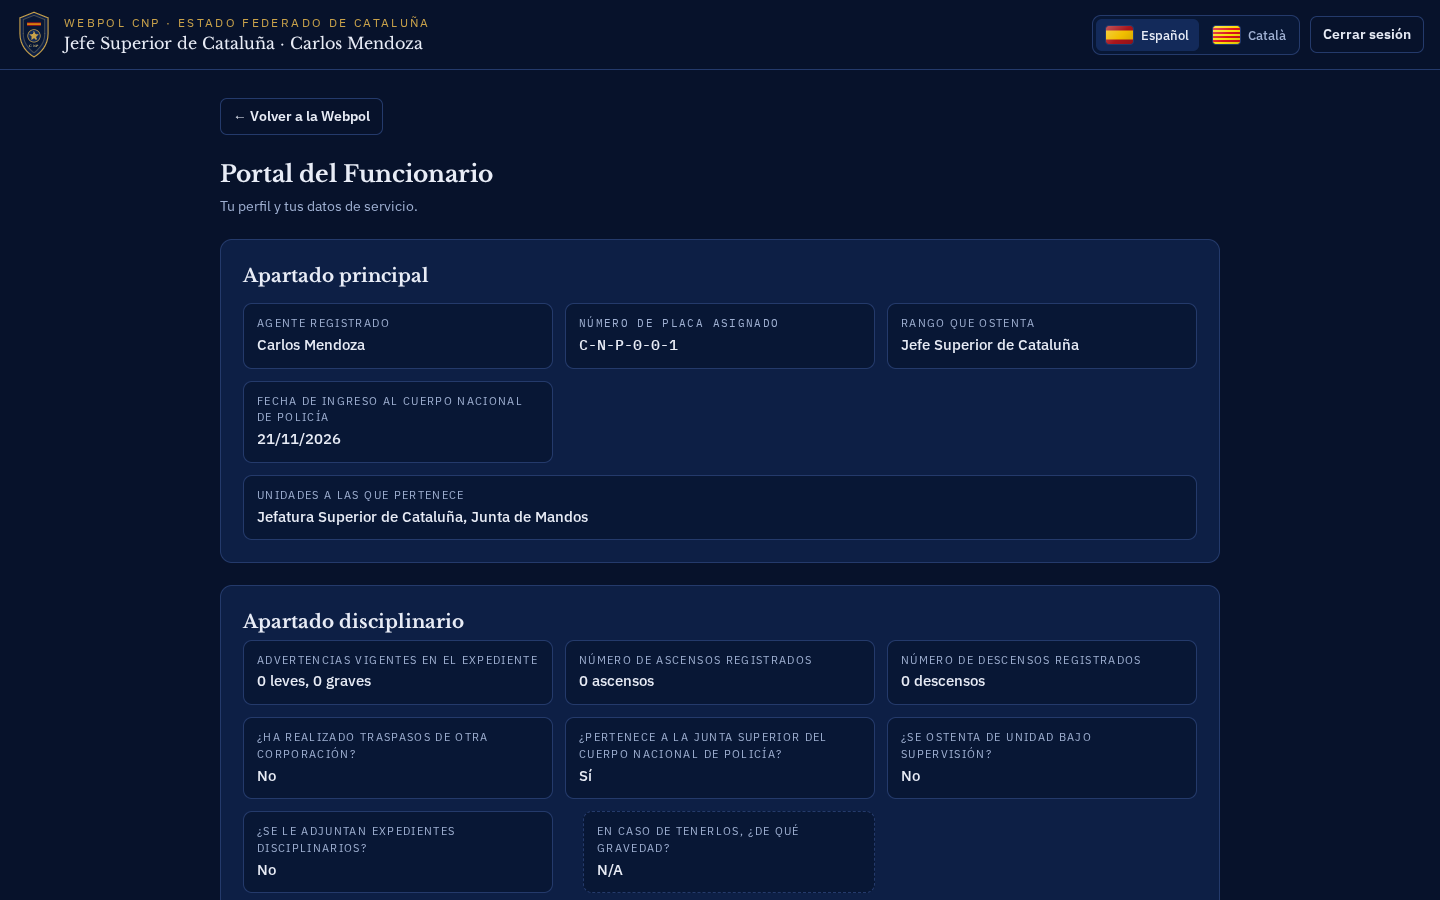 WEBPOL CNP · ESTADO FEDERADO DE CATALUÑA
Jefe Superior de Cataluña · Carlos Mendoza
Español
Català
Cerrar sesión
← Volver a la Webpol
Portal del Funcionario
Tu perfil y tus datos de servicio.
Apartado principal
AGENTE REGISTRADO
Carlos Mendoza
NÚMERO DE PLACA ASIGNADO
C-N-P-0-0-1
RANGO QUE OSTENTA
Jefe Superior de Cataluña
FECHA DE INGRESO AL CUERPO NACIONAL
DE POLICÍA
21/11/2026
UNIDADES A LAS QUE PERTENECE
Jefatura Superior de Cataluña, Junta de Mandos
Apartado disciplinario
ADVERTENCIAS VIGENTES EN EL EXPEDIENTE
0 leves, 0 graves
NÚMERO DE ASCENSOS REGISTRADOS
0 ascensos
NÚMERO DE DESCENSOS REGISTRADOS
0 descensos
¿HA REALIZADO TRASPASOS DE OTRA
CORPORACIÓN?
No
¿PERTENECE A LA JUNTA SUPERIOR DEL
CUERPO NACIONAL DE POLICÍA?
Sí
¿SE OSTENTA DE UNIDAD BAJO
SUPERVISIÓN?
No
¿SE LE ADJUNTAN EXPEDIENTES
DISCIPLINARIOS?
No
EN CASO DE TENERLOS, ¿DE QUÉ
GRAVEDAD?
N/A